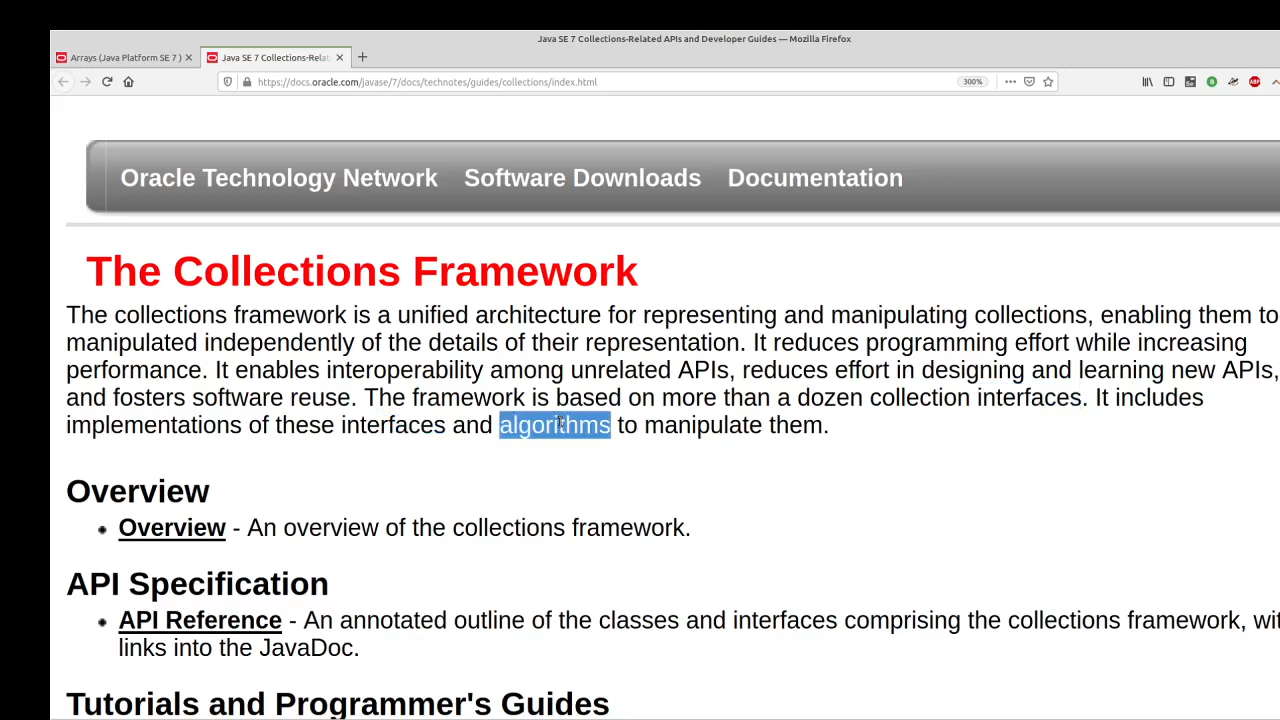 Java SE 7 Collections-Related APIs and Developer Guides — Mozilla Firefox
Arrays (Java Platform SE 7 )
Java SE 7 Collections-Relat
https://docs.oracle.com/javase/7/docs/technotes/guides/collections/index.html
300%
Oracle Technology Network Software Downloads Documentation
The Collections Framework
The collections framework is a unified architecture for representing and manipulating collections, enabling them to
manipulated independently of the details of their representation. It reduces programming effort while increasing
performance. It enables interoperability among unrelated APIs, reduces effort in designing and learning new APIs,
and fosters software reuse. The framework is based on more than a dozen collection interfaces. It includes
implementations of these interfaces and algorithms to manipulate them.
Overview
• Overview - An overview of the collections framework.
API Specification
• API Reference - An annotated outline of the classes and interfaces comprising the collections framework, wit
links into the JavaDoc.
Tutorials and Programmer's Guides